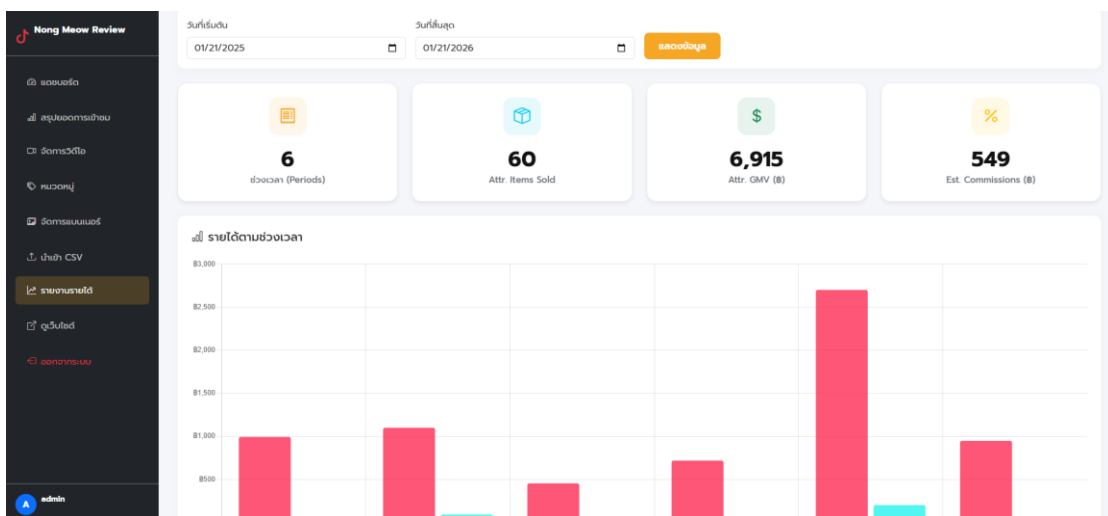 Nong Meow Review
แดชบอร์ด
สรุปยอดการเข้าชม
จัดการวิดีโอ
หมวดหมู่
จัดการแบนเนอร์
นำเข้า CSV
รายงานรายได้
ดูเว็บไซต์
ออกจากระบบ
A admin
วันที่เริ่มต้น วันที่สิ้นสุด
01/21/2025 01/21/2026 แสดงข้อมูล
6 60 6,915 549
ช่วงเวลา (Periods) Attr. Items Sold Attr. GMV (฿) Est. Commissions (฿)
รายได้ตามช่วงเวลา
฿3,000
฿2,500
฿2,000
฿1,500
฿1,000
฿500